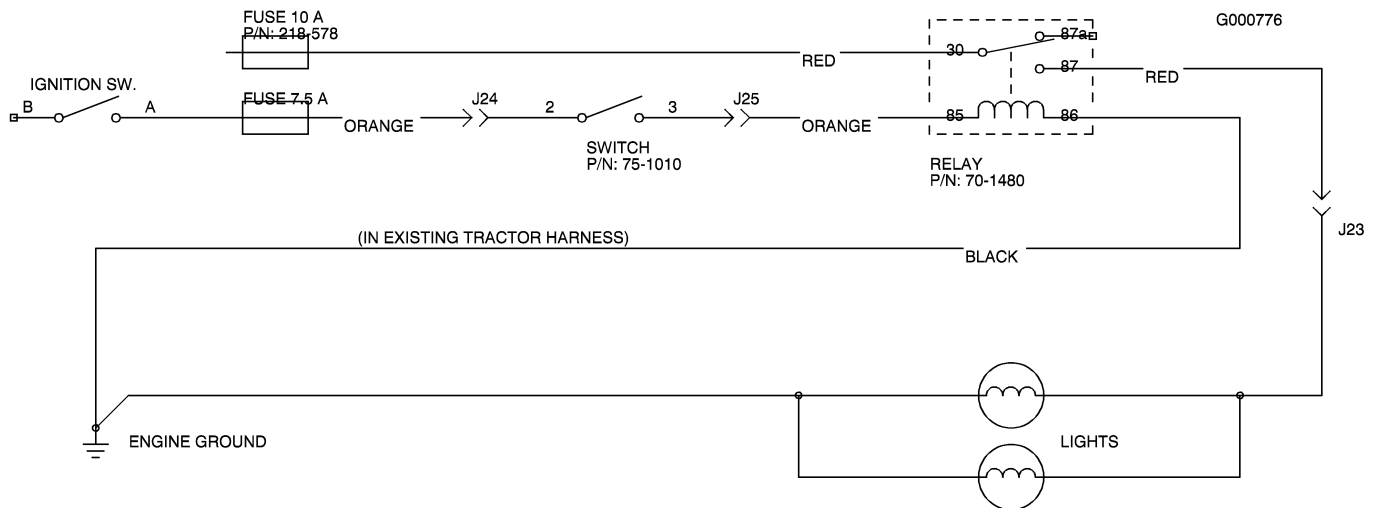 FUSE 10 A
P/N: 218-578
G000776
87a
30
RED
87
RED
IGNITION SW.
B
A
FUSE 7.5 A
ORANGE
J24
2
3
J25
ORANGE
85
86
SWITCH
P/N: 75-1010
RELAY
P/N: 70-1480
J23
(IN EXISTING TRACTOR HARNESS)
BLACK
ENGINE GROUND
LIGHTS